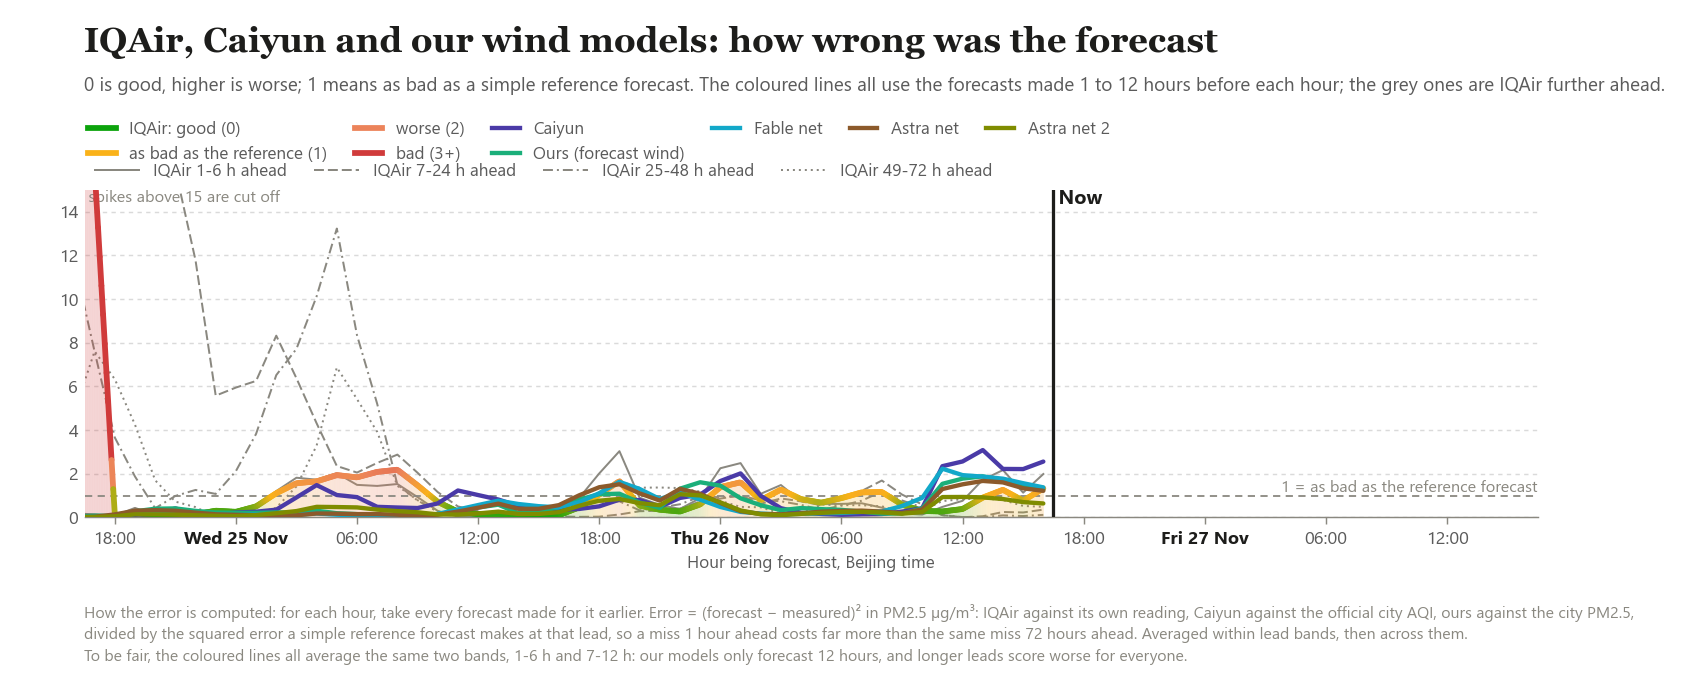 IQAir, Caiyun and our wind models: how wrong was the forecast
0 is good, higher is worse; 1 means as bad as a simple reference forecast. The coloured lines all use the forecasts made 1 to 12 hours before each hour; the grey ones are IQAir further ahead.
IQAir: good (0) worse (2) Caiyun Fable net Astra net Astra net 2
as bad as the reference (1) bad (3+) Ours (forecast wind)
IQAir 1-6 h ahead IQAir 7-24 h ahead IQAir 25-48 h ahead IQAir 49-72 h ahead
spikes above 15 are cut off
Now
14
12
10
8
6
4
2
0
1 = as bad as the reference forecast
18:00 Wed 25 Nov 06:00 12:00 18:00 Thu 26 Nov 06:00 12:00 18:00 Fri 27 Nov 06:00 12:00
Hour being forecast, Beijing time
How the error is computed: for each hour, take every forecast made for it earlier. Error = (forecast − measured)² in PM2.5 µg/m³: IQAir against its own reading, Caiyun against the official city AQI, ours against the city PM2.5,
divided by the squared error a simple reference forecast makes at that lead, so a miss 1 hour ahead costs far more than the same miss 72 hours ahead. Averaged within lead bands, then across them.
To be fair, the coloured lines all average the same two bands, 1-6 h and 7-12 h: our models only forecast 12 hours, and longer leads score worse for everyone.